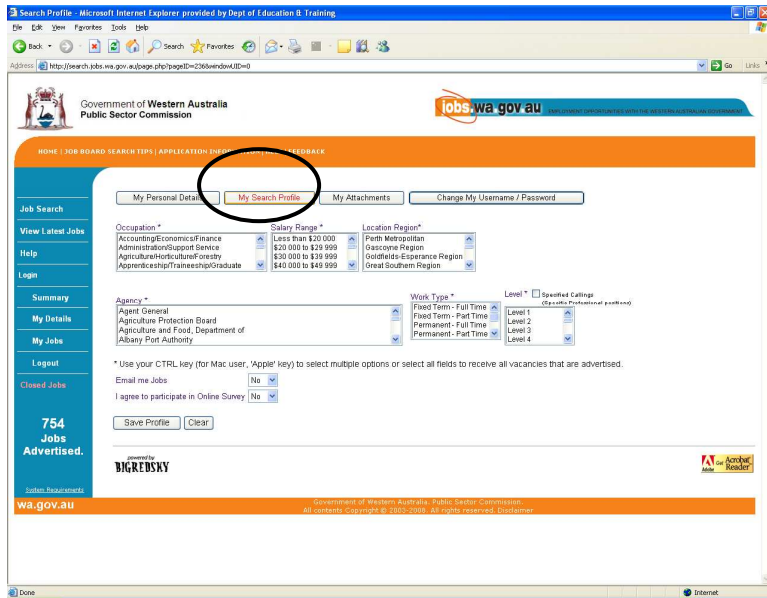 Search Profile - Microsoft Internet Explorer provided by Dept of Education & Training
File Edit View Favorites Tools Help
Back Search Favorites
Address http://search.jobs.wa.gov.au/page.php?pageID=236&windowUID=0 Go Links
Government of Western Australia
Public Sector Commission
jobs.wa.gov.au EMPLOYMENT OPPORTUNITIES WITH THE WESTERN AUSTRALIAN GOVERNMENT
HOME | JOB BOARD SEARCH TIPS | APPLICATION INFORMATION | FEEDBACK
My Personal Details My Search Profile My Attachments Change My Username / Password
Job Search
View Latest Jobs
Help
Login
Summary
My Details
My Jobs
Logout
Closed Jobs
754
Jobs
Advertised.
System Requirements
Occupation * Salary Range * Location Region*
Accounting/Economics/Finance Less than $20 000 Perth Metropolitan
Administration/Support Service $20 000 to $29 999 Gascoyne Region
Agriculture/Horticulture/Forestry $30 000 to $39 999 Goldfields-Esperance Region
Apprenticeship/Traineeship/Graduate $40 000 to $49 999 Great Southern Region
Agency * Work Type * Level * Specified Callings
(Specific Professional positions)
Agent General Fixed Term - Full Time Level 1
Agriculture Protection Board Fixed Term - Part Time Level 2
Agriculture and Food, Department of Permanent - Full Time Level 3
Albany Port Authority Permanent - Part Time Level 4
* Use your CTRL key (for Mac user, 'Apple' key) to select multiple options or select all fields to receive all vacancies that are advertised.
Email me Jobs No
I agree to participate in Online Survey No
Save Profile Clear
powered by
BIGREDSKY
Adobe Get Acrobat Reader
wa.gov.au
Government of Western Australia. Public Sector Commission.
All contents Copyright © 2003-2008. All rights reserved. Disclaimer
Done Internet